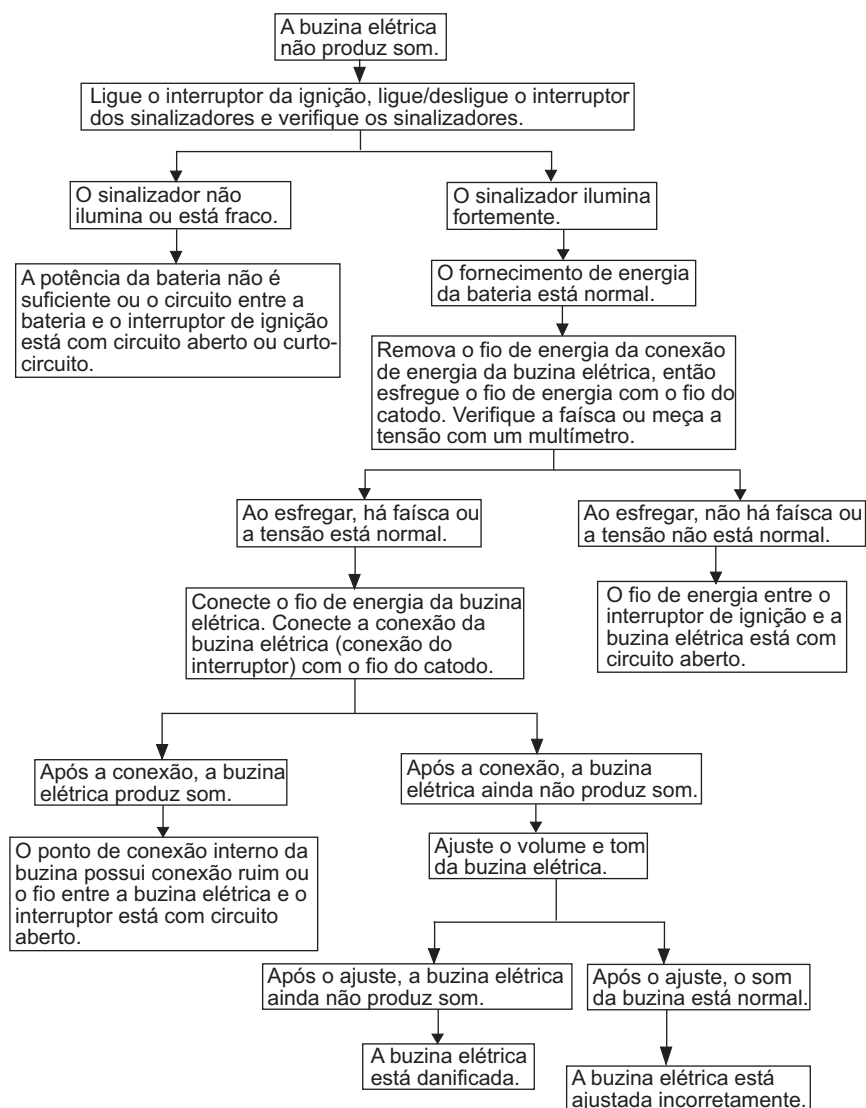 A buzina elétrica
não produz som.
Ligue o interruptor da ignição, ligue/desligue o interruptor
dos sinalizadores e verifique os sinalizadores.
O sinalizador não
ilumina ou está fraco.
O sinalizador ilumina
fortemente.
A potência da bateria não é
suficiente ou o circuito entre a
bateria e o interruptor de ignição
está com circuito aberto ou curto-
circuito.
O fornecimento de energia
da bateria está normal.
Remova o fio de energia da conexão
de energia da buzina elétrica, então
esfregue o fio de energia com o fio do
catodo. Verifique a faísca ou meça a
tensão com um multímetro.
Ao esfregar, há faísca ou
a tensão está normal.
Ao esfregar, não há faísca ou
a tensão não está normal.
Conecte o fio de energia da buzina
elétrica. Conecte a conexão da
buzina elétrica (conexão do
interruptor) com o fio do catodo.
O fio de energia entre o
interruptor de ignição e a
buzina elétrica está com
circuito aberto.
Após a conexão, a buzina
elétrica produz som.
Após a conexão, a buzina
elétrica ainda não produz som.
O ponto de conexão interno da
buzina possui conexão ruim ou
o fio entre a buzina elétrica e o
interruptor está com circuito
aberto.
Ajuste o volume e tom
da buzina elétrica.
Após o ajuste, a buzina elétrica
ainda não produz som.
Após o ajuste, o som
da buzina está normal.
A buzina elétrica
está danificada.
A buzina elétrica está
ajustada incorretamente.